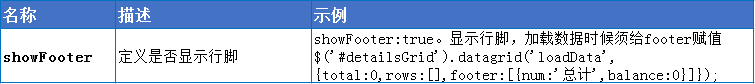 名称 描述 示例
showFooter 定义是否显示行脚 showFooter:true。显示行脚，加载数据时候须给footer赋值
$('#detailsGrid').datagrid('loadData',
{total:0,rows:[],footer:[{num:'总计',balance:0}]});